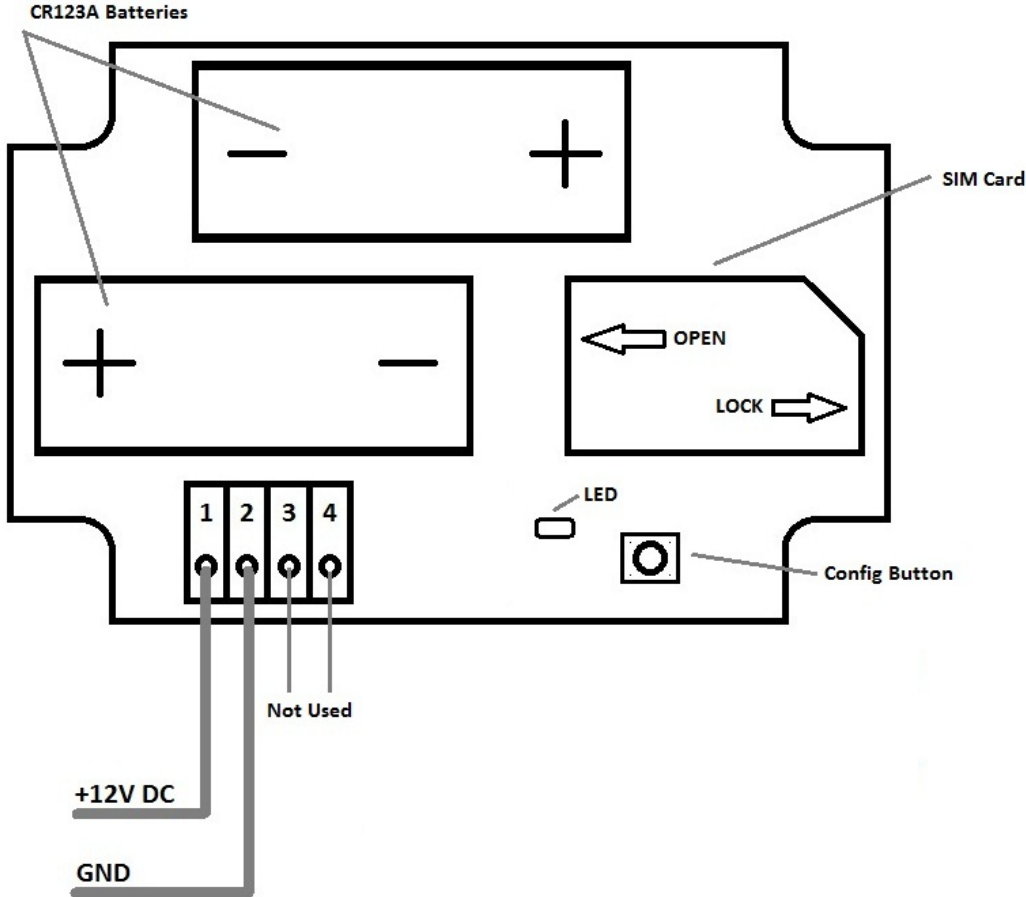 CR123A Batteries
SIM Card
OPEN
LOCK
LED
1 2 3 4
Config Button
Not Used
+12V DC
GND